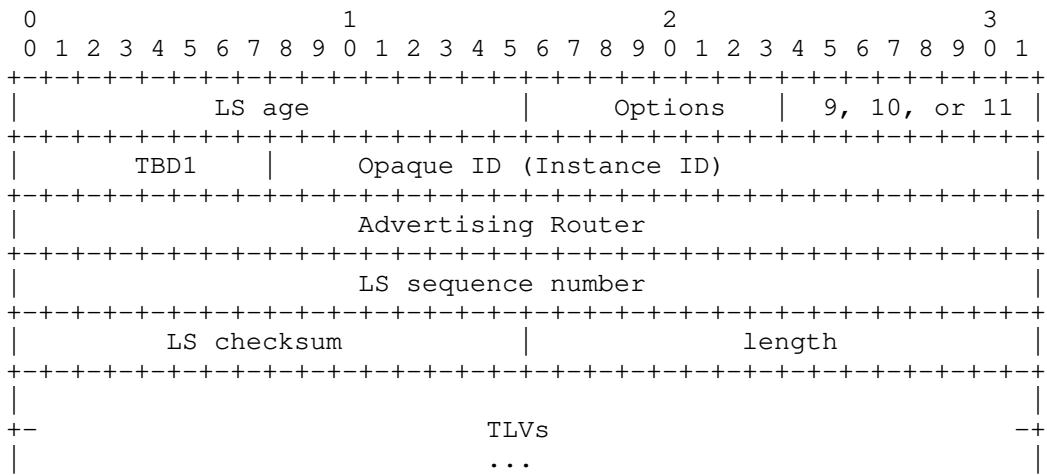 0                   1                   2                   3
 0 1 2 3 4 5 6 7 8 9 0 1 2 3 4 5 6 7 8 9 0 1 2 3 4 5 6 7 8 9 0 1
+-+-+-+-+-+-+-+-+-+-+-+-+-+-+-+-+-+-+-+-+-+-+-+-+-+-+-+-+-+-+-+-+
|            LS age             |     Options   |  9, 10, or 11 |
+-+-+-+-+-+-+-+-+-+-+-+-+-+-+-+-+-+-+-+-+-+-+-+-+-+-+-+-+-+-+-+-+
|       TBD1    |     Opaque ID (Instance ID)                   |
+-+-+-+-+-+-+-+-+-+-+-+-+-+-+-+-+-+-+-+-+-+-+-+-+-+-+-+-+-+-+-+-+
|                     Advertising Router                        |
+-+-+-+-+-+-+-+-+-+-+-+-+-+-+-+-+-+-+-+-+-+-+-+-+-+-+-+-+-+-+-+-+
|                     LS sequence number                        |
+-+-+-+-+-+-+-+-+-+-+-+-+-+-+-+-+-+-+-+-+-+-+-+-+-+-+-+-+-+-+-+-+
|         LS checksum           |             length            |
+-+-+-+-+-+-+-+-+-+-+-+-+-+-+-+-+-+-+-+-+-+-+-+-+-+-+-+-+-+-+-+-+
|                                                               |
+-                            TLVs                             -+
|                             ...                               |